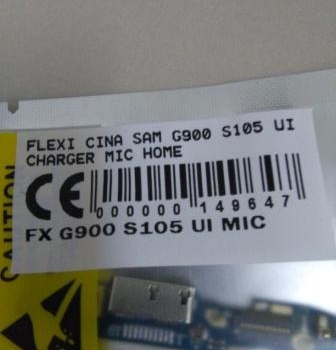 FLEXI CINA SAM G900 S105 UI
CHARGER MIC HOME
CE
000000 149647
FX G900 S105 UI MIC
CAUTION